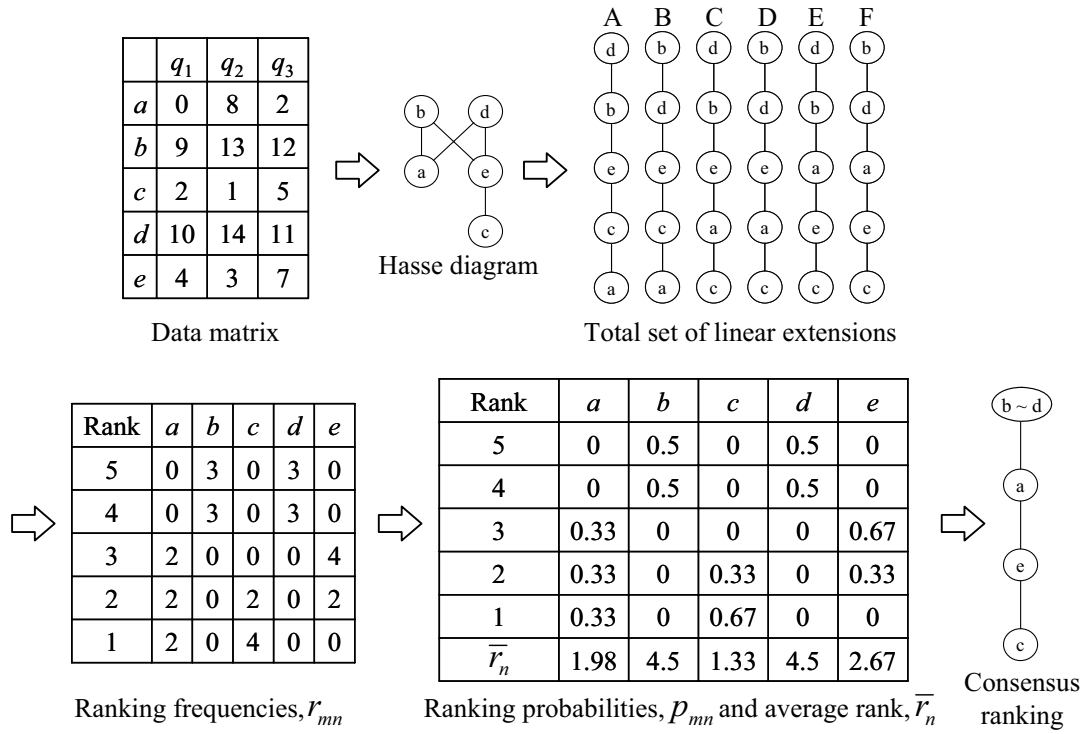 q1 q2 q3
a 0 8 2
b 9 13 12
c 2 1 5
d 10 14 11
e 4 3 7
Data matrix
b d
a e
c
Hasse diagram
A B C D E F
d b d b d b
b d b d b d
e e e e a a
c c a a e e
a a c c c c
Total set of linear extensions
Rank a b c d e
5 0 3 0 3 0
4 0 3 0 3 0
3 2 0 0 0 4
2 2 0 2 0 2
1 2 0 4 0 0
Ranking frequencies, r_mn
Rank a b c d e
5 0 0.5 0 0.5 0
4 0 0.5 0 0.5 0
3 0.33 0 0 0 0.67
2 0.33 0 0.33 0 0.33
1 0.33 0 0.67 0 0
r̅n 1.98 4.5 1.33 4.5 2.67
Ranking probabilities, p_mn and average rank, r̅n
b ~ d
a
e
c
Consensus
ranking